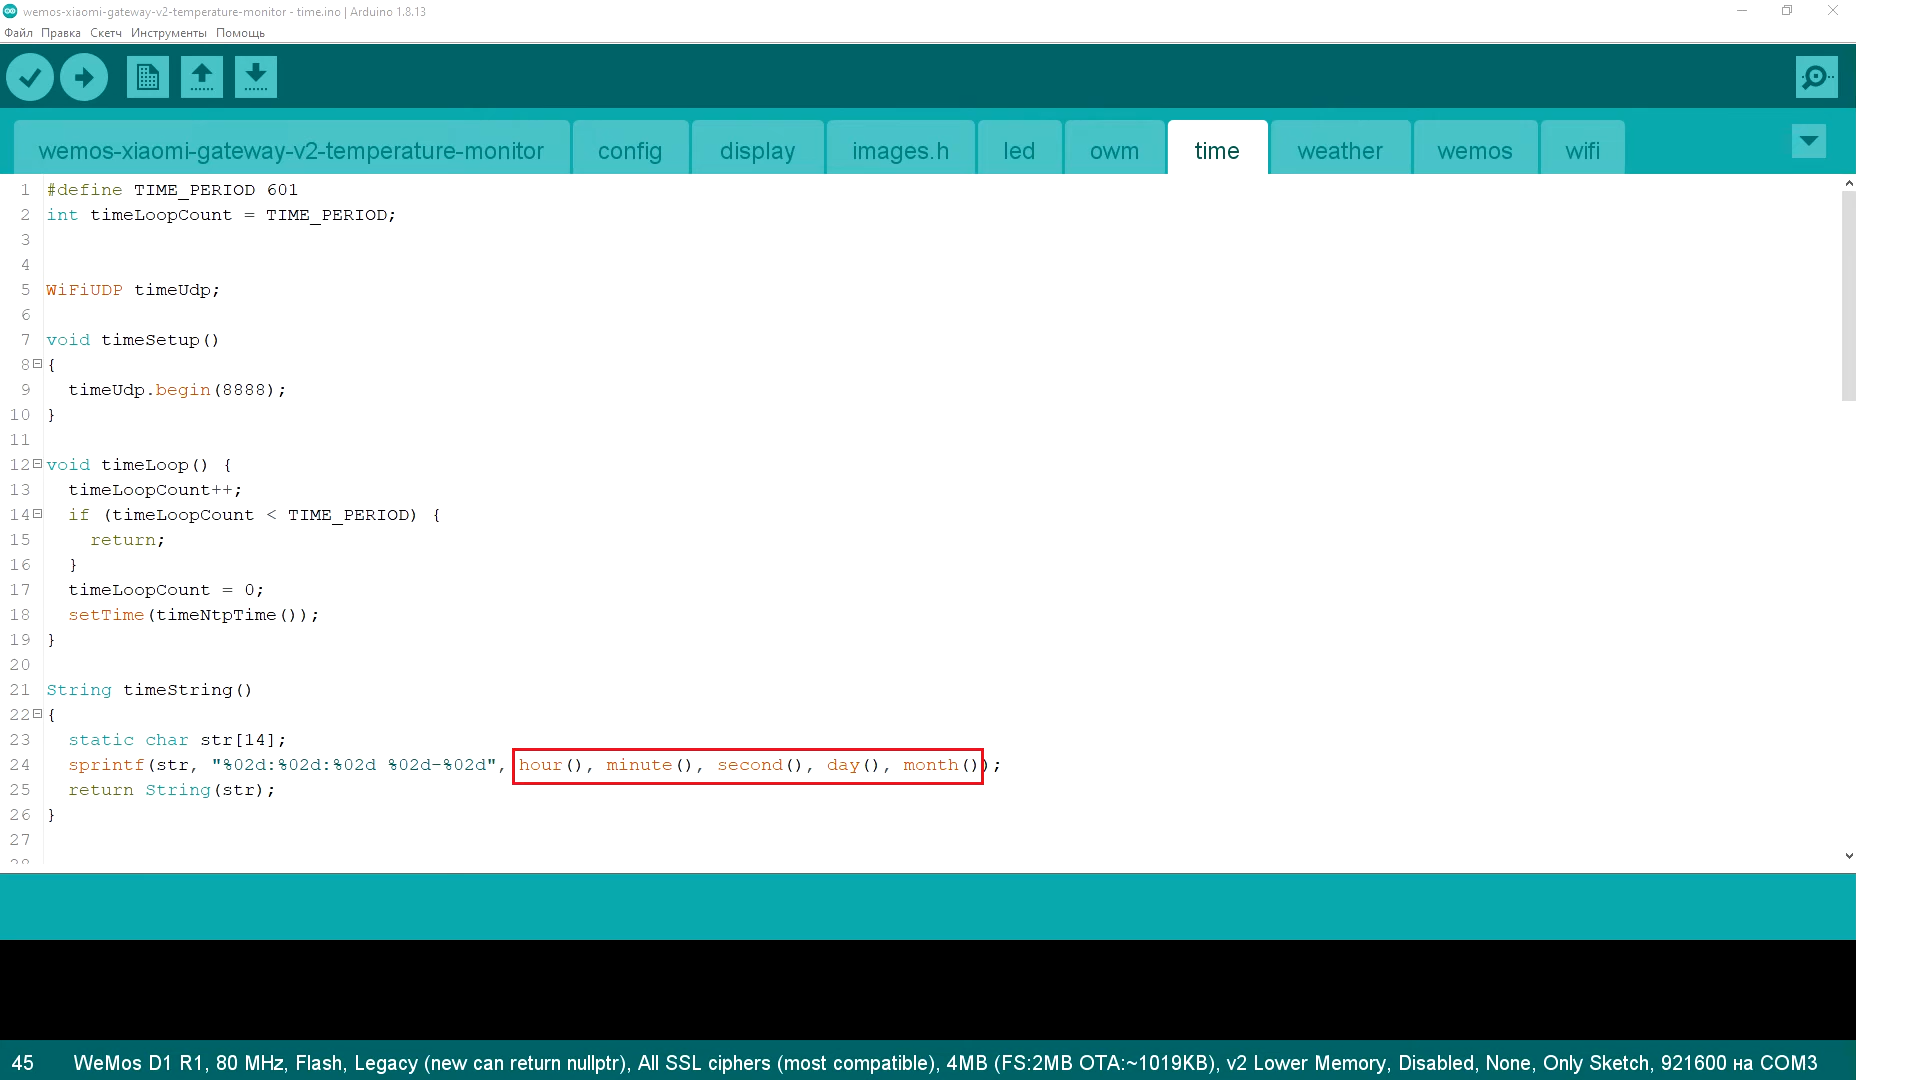 wemos-xiaomi-gateway-v2-temperature-monitor - time.ino | Arduino 1.8.13
Файл Правка Скетч Инструменты Помощь
wemos-xiaomi-gateway-v2-temperature-monitor config display images.h led owm time weather wemos wifi
1 #define TIME_PERIOD 601
2 int timeLoopCount = TIME_PERIOD;
3
4
5 WiFiUDP timeUdp;
6
7 void timeSetup()
8 {
9 timeUdp.begin(8888);
10 }
11
12 void timeLoop() {
13 timeLoopCount++;
14 if (timeLoopCount < TIME_PERIOD) {
15 return;
16 }
17 timeLoopCount = 0;
18 setTime(timeNtpTime());
19 }
20
21 String timeString()
22 {
23 static char str[14];
24 sprintf(str, "%02d:%02d:%02d %02d-%02d", hour(), minute(), second(), day(), month());
25 return String(str);
26 }
27
28
45 WeMos D1 R1, 80 MHz, Flash, Legacy (new can return nullptr), All SSL ciphers (most compatible), 4MB (FS:2MB OTA:~1019KB), v2 Lower Memory, Disabled, None, Only Sketch, 921600 на COM3